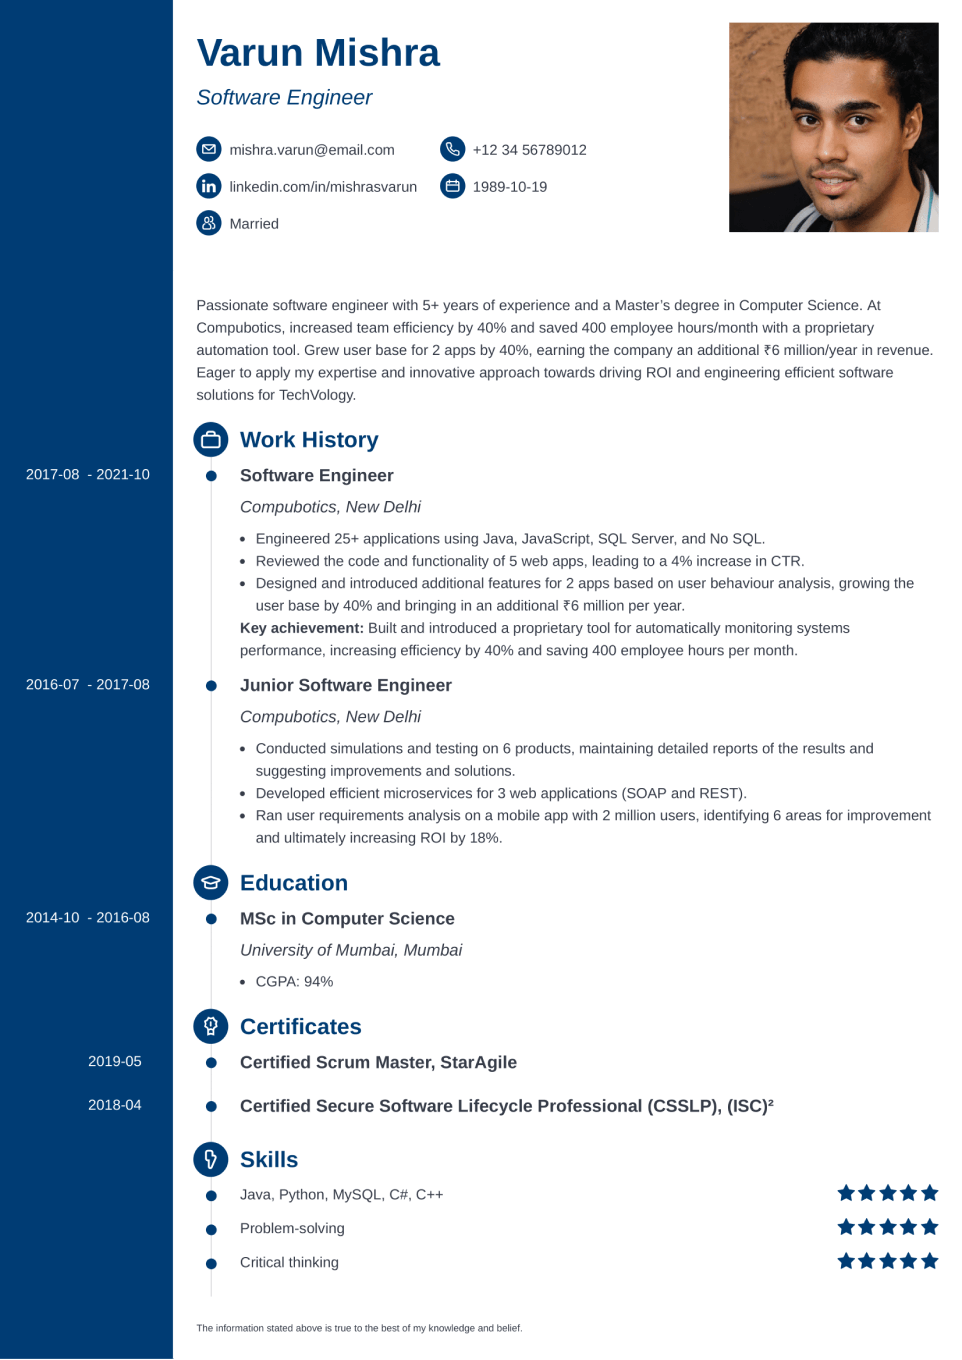 Varun Mishra
Software Engineer
mishra.varun@email.com
+12 34 56789012
linkedin.com/in/mishrasvarun
1989-10-19
Married
Passionate software engineer with 5+ years of experience and a Master’s degree in Computer Science. At
Compubotics, increased team efficiency by 40% and saved 400 employee hours/month with a proprietary
automation tool. Grew user base for 2 apps by 40%, earning the company an additional ₹6 million/year in revenue.
Eager to apply my expertise and innovative approach towards driving ROI and engineering efficient software
solutions for TechVology.
Work History
2017-08 - 2021-10
Software Engineer
Compubotics, New Delhi
• Engineered 25+ applications using Java, JavaScript, SQL Server, and No SQL.
• Reviewed the code and functionality of 5 web apps, leading to a 4% increase in CTR.
• Designed and introduced additional features for 2 apps based on user behaviour analysis, growing the
user base by 40% and bringing in an additional ₹6 million per year.
Key achievement: Built and introduced a proprietary tool for automatically monitoring systems
performance, increasing efficiency by 40% and saving 400 employee hours per month.
2016-07 - 2017-08
Junior Software Engineer
Compubotics, New Delhi
• Conducted simulations and testing on 6 products, maintaining detailed reports of the results and
suggesting improvements and solutions.
• Developed efficient microservices for 3 web applications (SOAP and REST).
• Ran user requirements analysis on a mobile app with 2 million users, identifying 6 areas for improvement
and ultimately increasing ROI by 18%.
Education
2014-10 - 2016-08
MSc in Computer Science
University of Mumbai, Mumbai
• CGPA: 94%
Certificates
2019-05
Certified Scrum Master, StarAgile
2018-04
Certified Secure Software Lifecycle Professional (CSSLP), (ISC)²
Skills
Java, Python, MySQL, C#, C++
Problem-solving
Critical thinking
The information stated above is true to the best of my knowledge and belief.